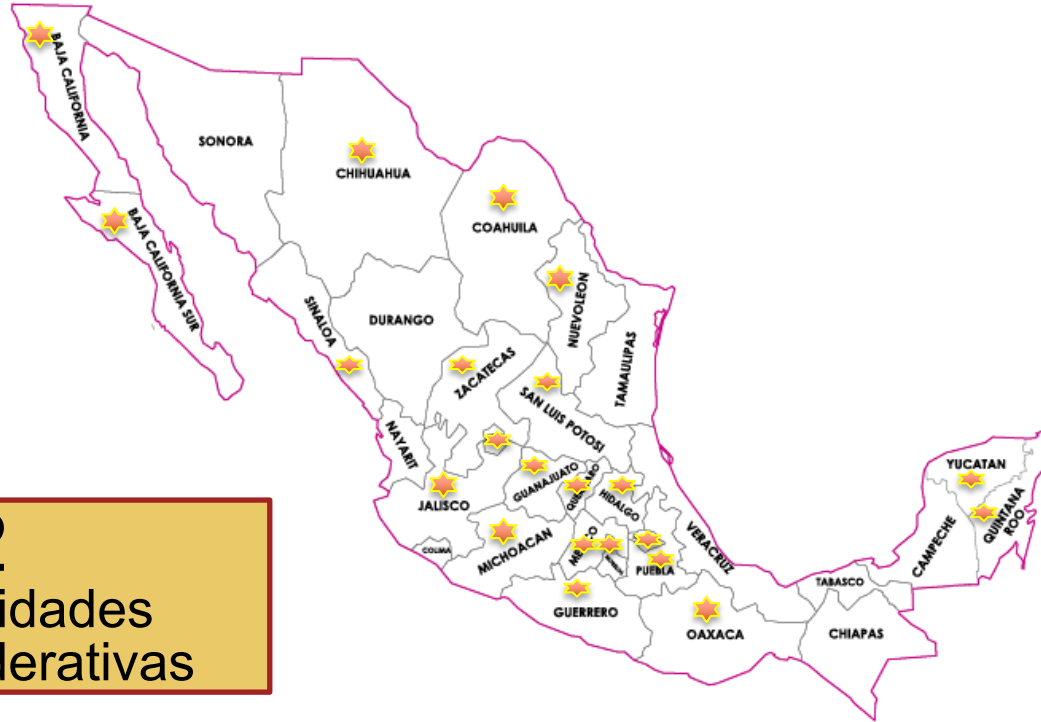 BAJA CALIFORNIA
SONORA
CHIHUAHUA
COAHUILA
BAJA CALIFORNIA SUR
SINALOA
DURANGO
NUEVOLEON
TAMAULIPAS
ZACATECAS
SAN LUIS POTOSI
NAYARIT
GUANAJUATO
HIDALGO
JALISCO
COLIMA
MICHOACAN
PUEBLA
VERACRUZ
GUERRERO
OAXACA
TABASCO
CHIAPAS
CAMPECHE
YUCATAN
QUINTANA
ROO
idades
derativas